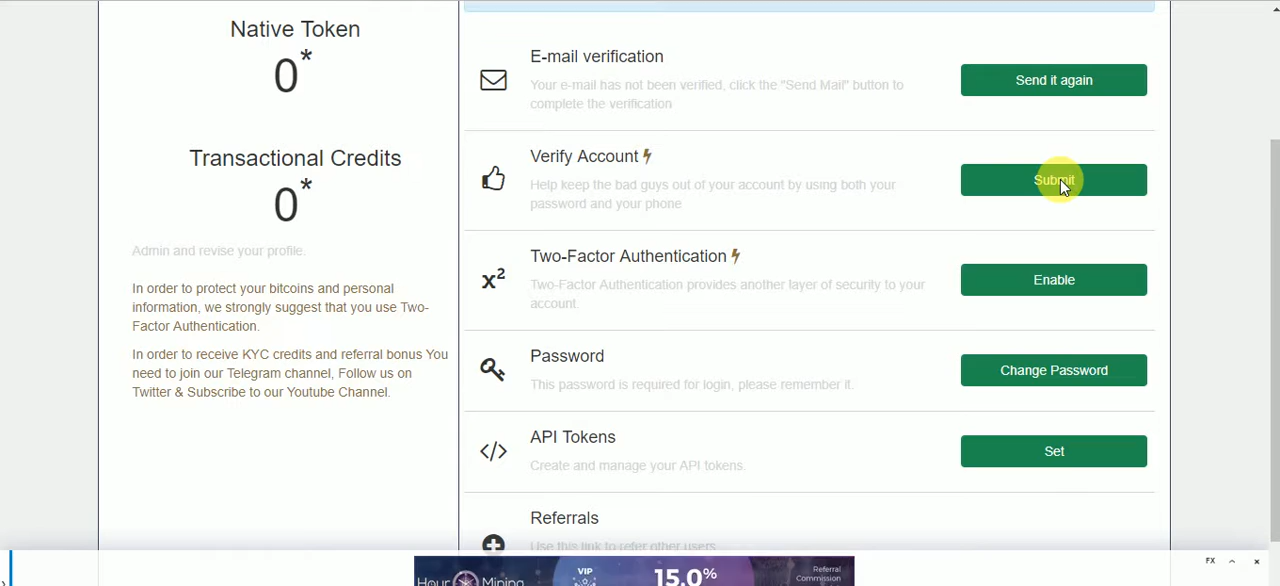 Native Token
0*
Transactional Credits
0*
Admin and revise your profile.
In order to protect your bitcoins and personal
information, we strongly suggest that you use Two-
Factor Authentication.
In order to receive KYC credits and referral bonus You
need to join our Telegram channel, Follow us on
Twitter & Subscribe to our Youtube Channel.
E-mail verification
Your e-mail has not been verified, click the "Send Mail" button to
complete the verification
Send it again
Verify Account
Help keep the bad guys out of your account by using both your
password and your phone
Submit
x²
Two-Factor Authentication
Two-Factor Authentication provides another layer of security to your
account.
Enable
Password
This password is required for login, please remember it.
Change Password
</>
API Tokens
Create and manage your API tokens.
Set
Referrals
Use this link to refer other users
FX
Hour Mining
VIP
15.0%
Referral
Commission